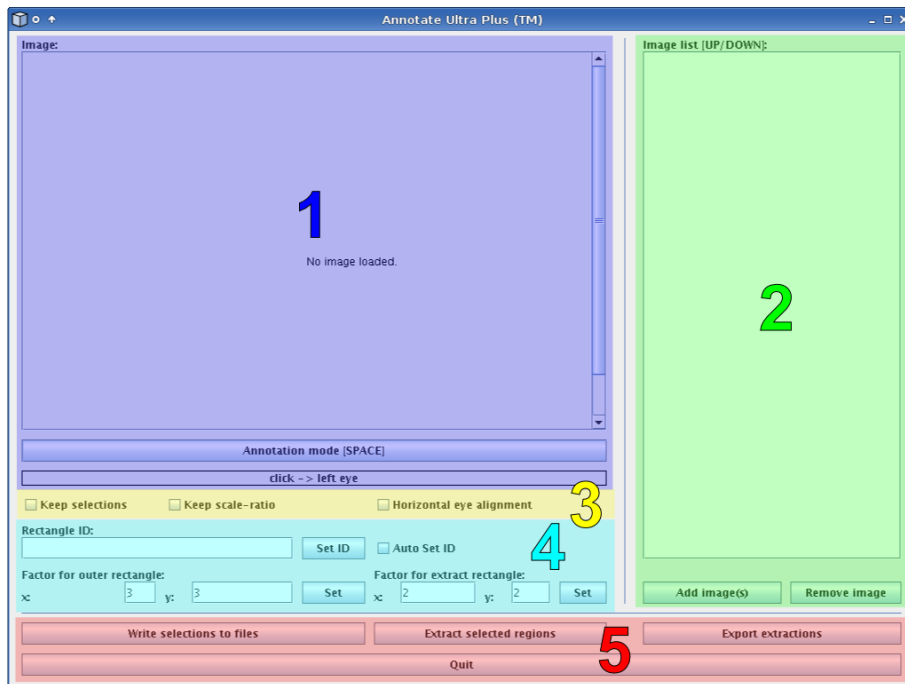 Annotate Ultra Plus (TM)
Image:
Image list [UP/DOWN]:
1
No image loaded.
2
Annotation mode [SPACE]
click -> left eye
Keep selections Keep scale-ratio Horizontal eye alignment 3
Rectangle ID:
Set ID Auto Set ID 4
Factor for outer rectangle: Factor for extract rectangle:
x: 3 y: 3 Set x: 2 y: 2 Set
Add image(s) Remove image
Write selections to files Extract selected regions 5 Export extractions
Quit